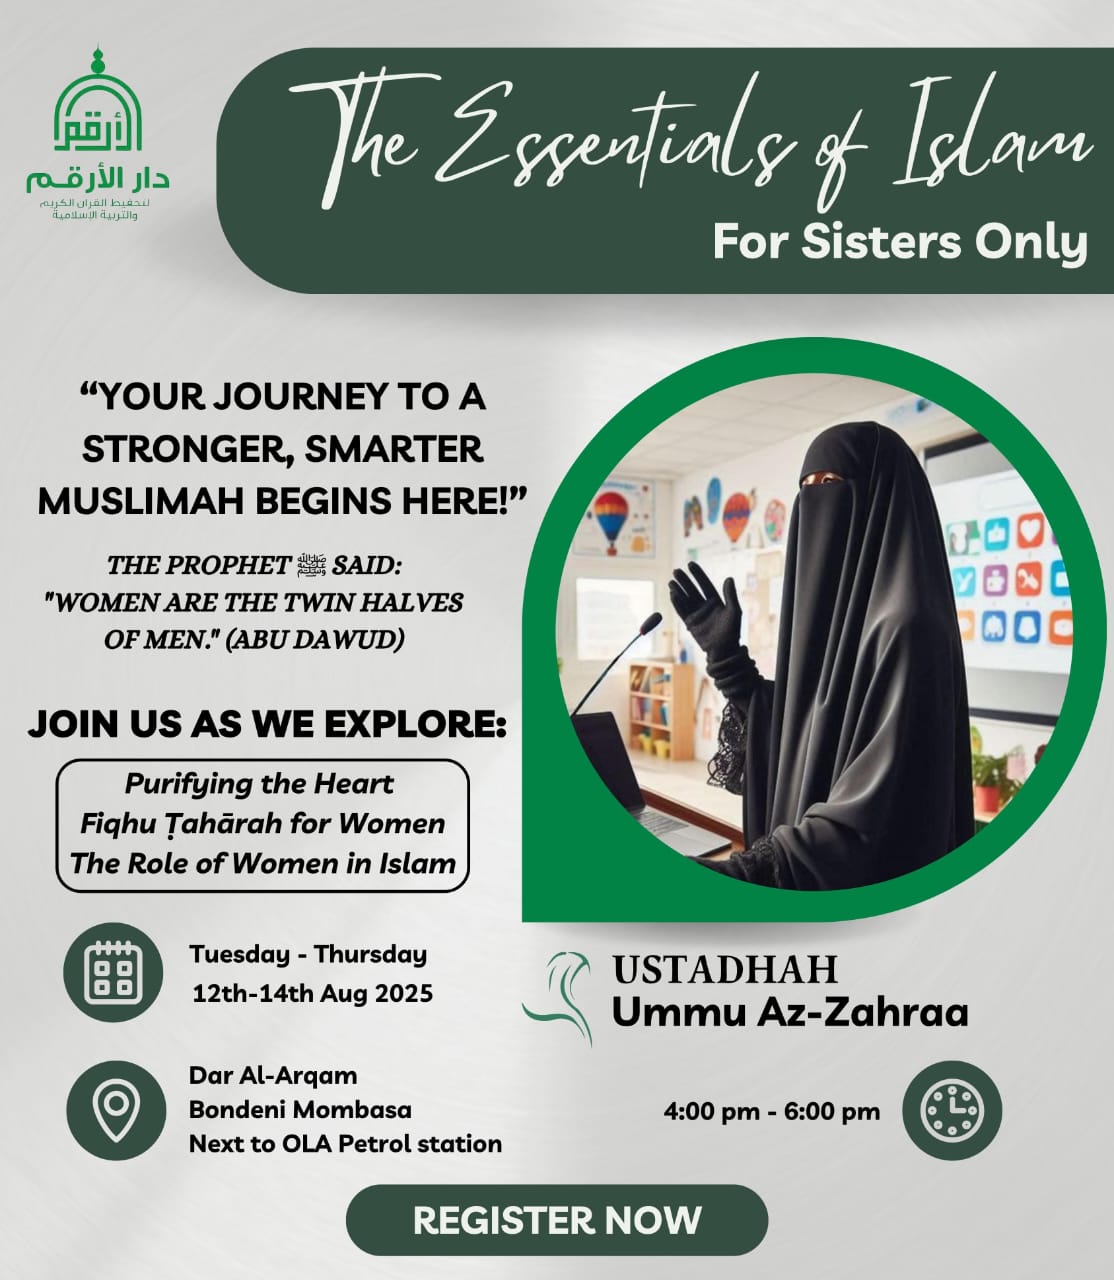 الأرقم
دار الأرقم
لتحفيظ القرآن الكريم
والتربية الإسلامية
The Essentials of Islam
For Sisters Only
“YOUR JOURNEY TO A
STRONGER, SMARTER
MUSLIMAH BEGINS HERE!”
THE PROPHET ﷺ SAID:
"WOMEN ARE THE TWIN HALVES
OF MEN." (ABU DAWUD)
JOIN US AS WE EXPLORE:
Purifying the Heart
Fiqhu Ṭahārah for Women
The Role of Women in Islam
Tuesday - Thursday
12th-14th Aug 2025
USTADHAH
Ummu Az-Zahraa
Dar Al-Arqam
Bondeni Mombasa
Next to OLA Petrol station
4:00 pm - 6:00 pm
REGISTER NOW